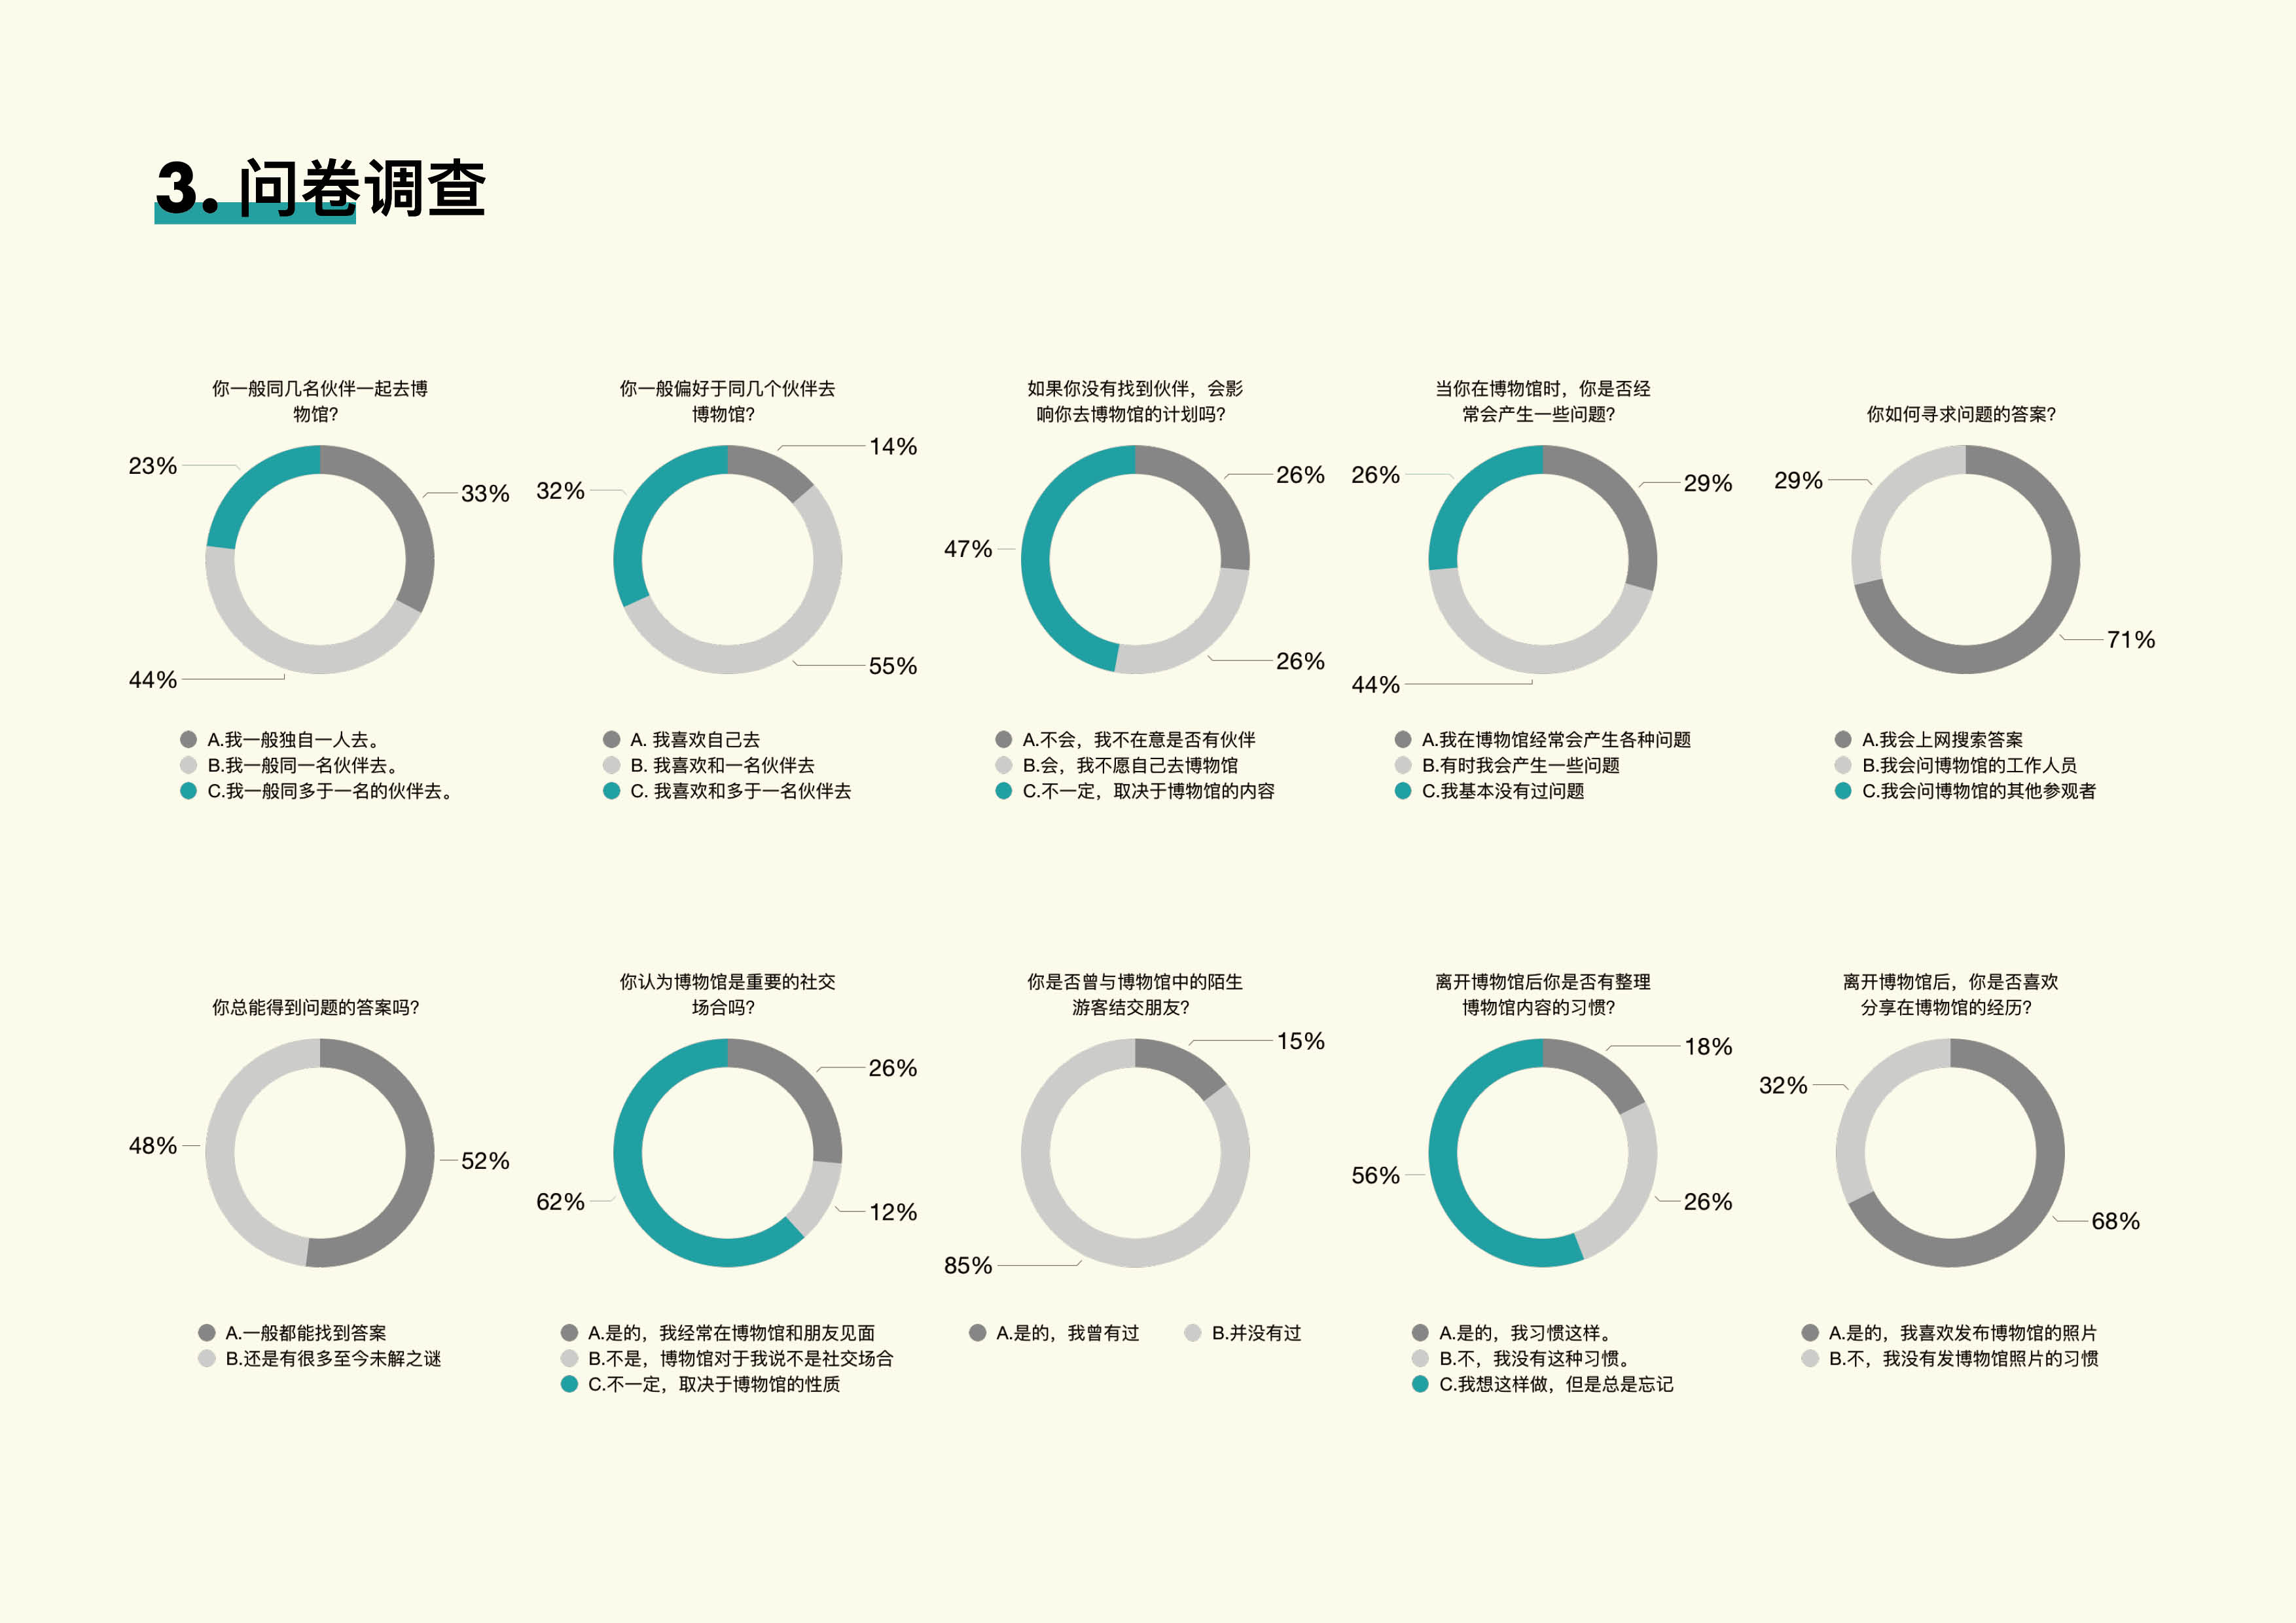 3. 问卷调查
你一般同几名伙伴一起去博
物馆?
23%
33%
44%
A.我一般独自一人去。
B.我一般同一名伙伴去。
C.我一般同多于一名的伙伴去。
你一般偏好于同几个伙伴去
博物馆?
14%
32%
55%
A. 我喜欢自己去
B. 我喜欢和一名伙伴去
C. 我喜欢和多于一名伙伴去
如果你没有找到伙伴，会影
响你去博物馆的计划吗?
26%
47%
26%
A.不会，我不在意是否有伙伴
B.会，我不愿自己去博物馆
C.不一定，取决于博物馆的内容
当你在博物馆时，你是否经
常会产生一些问题?
26%
29%
44%
A.我在博物馆经常会产生各种问题
B.有时我会产生一些问题
C.我基本没有过问题
你如何寻求问题的答案?
29%
71%
A.我会上网搜索答案
B.我会问博物馆的工作人员
C.我会问博物馆的其他参观者
你总能得到问题的答案吗?
48%
52%
A.一般都能找到答案
B.还是有很多至今未解之谜
你认为博物馆是重要的社交
场合吗?
26%
62%
12%
A.是的，我经常在博物馆和朋友见面
B.不是，博物馆对于我说不是社交场合
C.不一定，取决于博物馆的性质
你是否曾与博物馆中的陌生
游客结交朋友?
15%
85%
A.是的，我曾有过
B.并没有过
离开博物馆后你是否有整理
博物馆内容的习惯?
18%
56%
26%
A.是的，我习惯这样。
B.不，我没有这种习惯。
C.我想这样做，但是总是忘记
离开博物馆后，你是否喜欢
分享在博物馆的经历?
32%
68%
A.是的，我喜欢发布博物馆的照片
B.不，我没有发博物馆照片的习惯